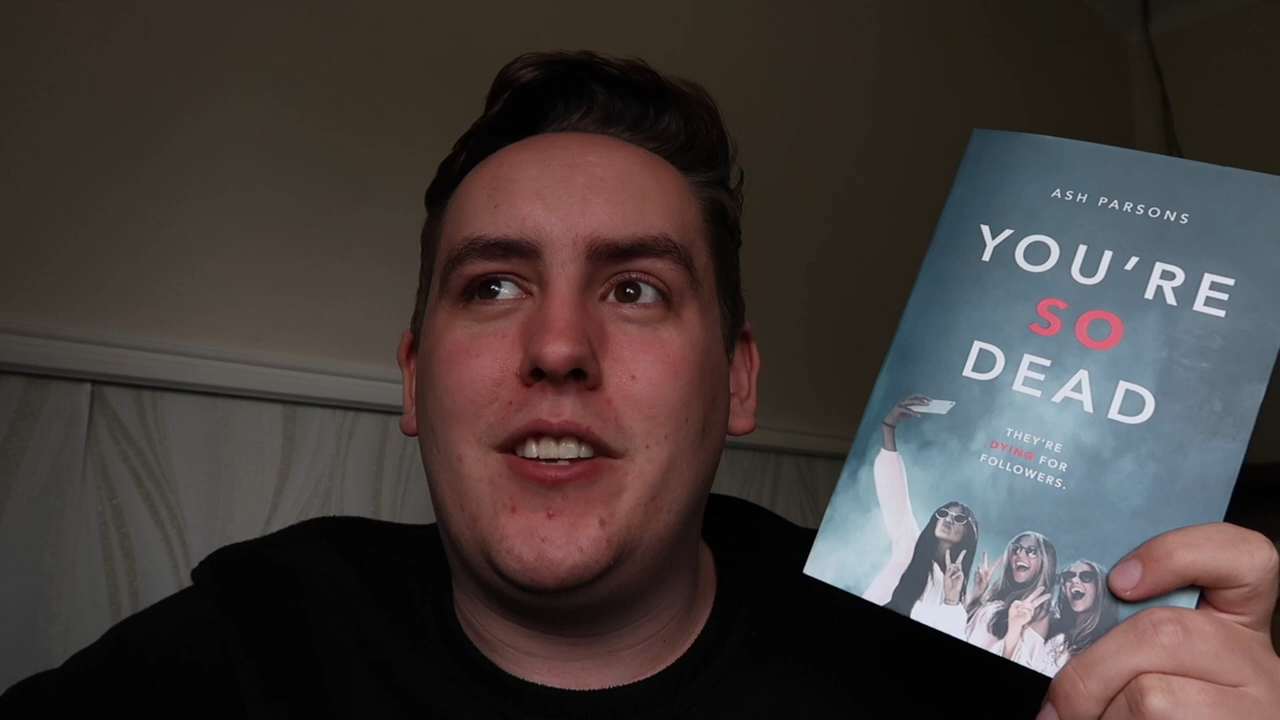 ASH PARSONS
YOU'RE
SO
DEAD
THEY'RE
DYING FOR
FOLLOWERS.